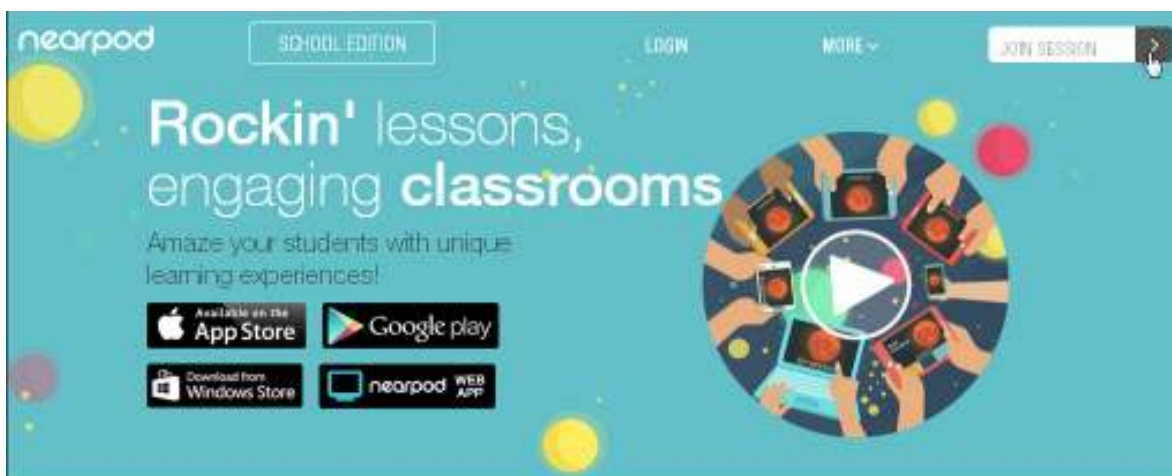 nearpod
SCHOOL EDITION
LOGIN
MORE
JOIN SESSION
Rockin' lessons,
engaging classrooms
Amaze your students with unique
learning experiences!
Available on the
App Store
Google play
Download from
Windows Store
nearpod WEB
APP